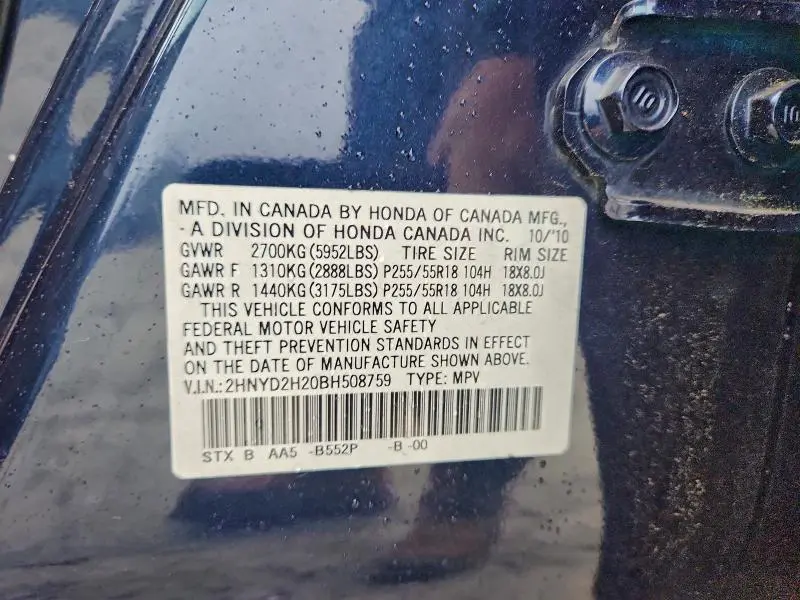 MFD. IN CANADA BY HONDA OF CANADA MFG.,
- A DIVISION OF HONDA CANADA INC. 10/'10
GVWR 2700KG(5952LBS) TIRE SIZE RIM SIZE
GAWR F 1310KG(2888LBS) P255/55R18 104H 18X8.0J
GAWR R 1440KG(3175LBS) P255/55R18 104H 18X8.0J
THIS VEHICLE CONFORMS TO ALL APPLICABLE
FEDERAL MOTOR VEHICLE SAFETY
AND THEFT PREVENTION STANDARDS IN EFFECT
ON THE DATE OF MANUFACTURE SHOWN ABOVE.
V.I.N.:2HNYD2H20BH508759 TYPE: MPV
STX B AA5 -B552P -B -00
10
10